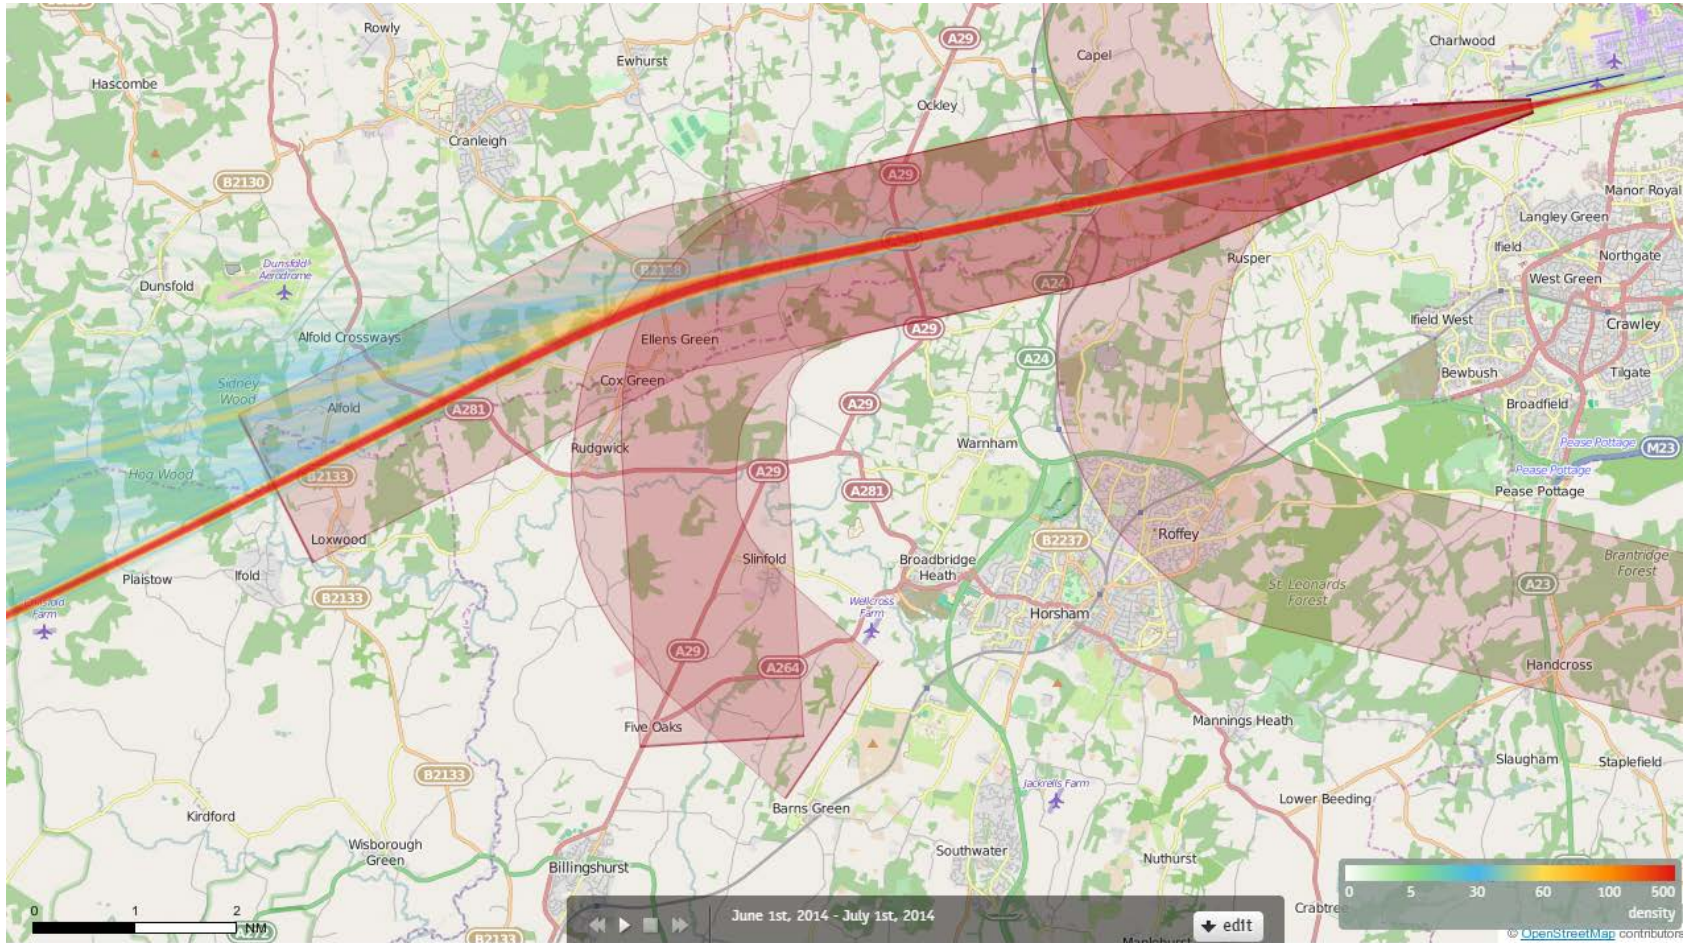 Rowly
A29
Capel
Charlwood
Hascombe
Ewhurst
Ockley
Cranleigh
B2130
A29
Manor Royal
Langley Green
Ifield
Northgate
Dunsfold
Aerodrome
Dunsfold
B2128
Rusper
West Green
A24
Ifield West
Crawley
Alfold Crossways
Ellens Green
A29
A24
Bewbush
Tilgate
Sidney
Wood
Cox Green
Alfold
A281
A29
Broadfield
Rudgwick
Warnham
Pease Pottage
M23
Hog Wood
B2133
A29
A281
Pease Pottage
Pease Pottage
Loxwood
Roffey
B2237
Slinfold
Broadbridge
Heath
Brantridge
Forest
Plaistow
Ifold
St Leonards
Forest
A23
B2133
Wellcross
Farm
Horsham
Farm
A29
A264
Handcross
Five Oaks
Mannings Heath
Slaugham
Staplefield
B2133
Jackrells Farm
Barns Green
Lower Beeding
Kirdford
Wisborough
Green
Southwater
Nuthurst
Billingshurst
0 5 30 60 100 500
density
0 1 2
NM
A272
B2133
June 1st, 2014 - July 1st, 2014
edit
Crabtree
Maplehurst
© OpenStreetMap contributors